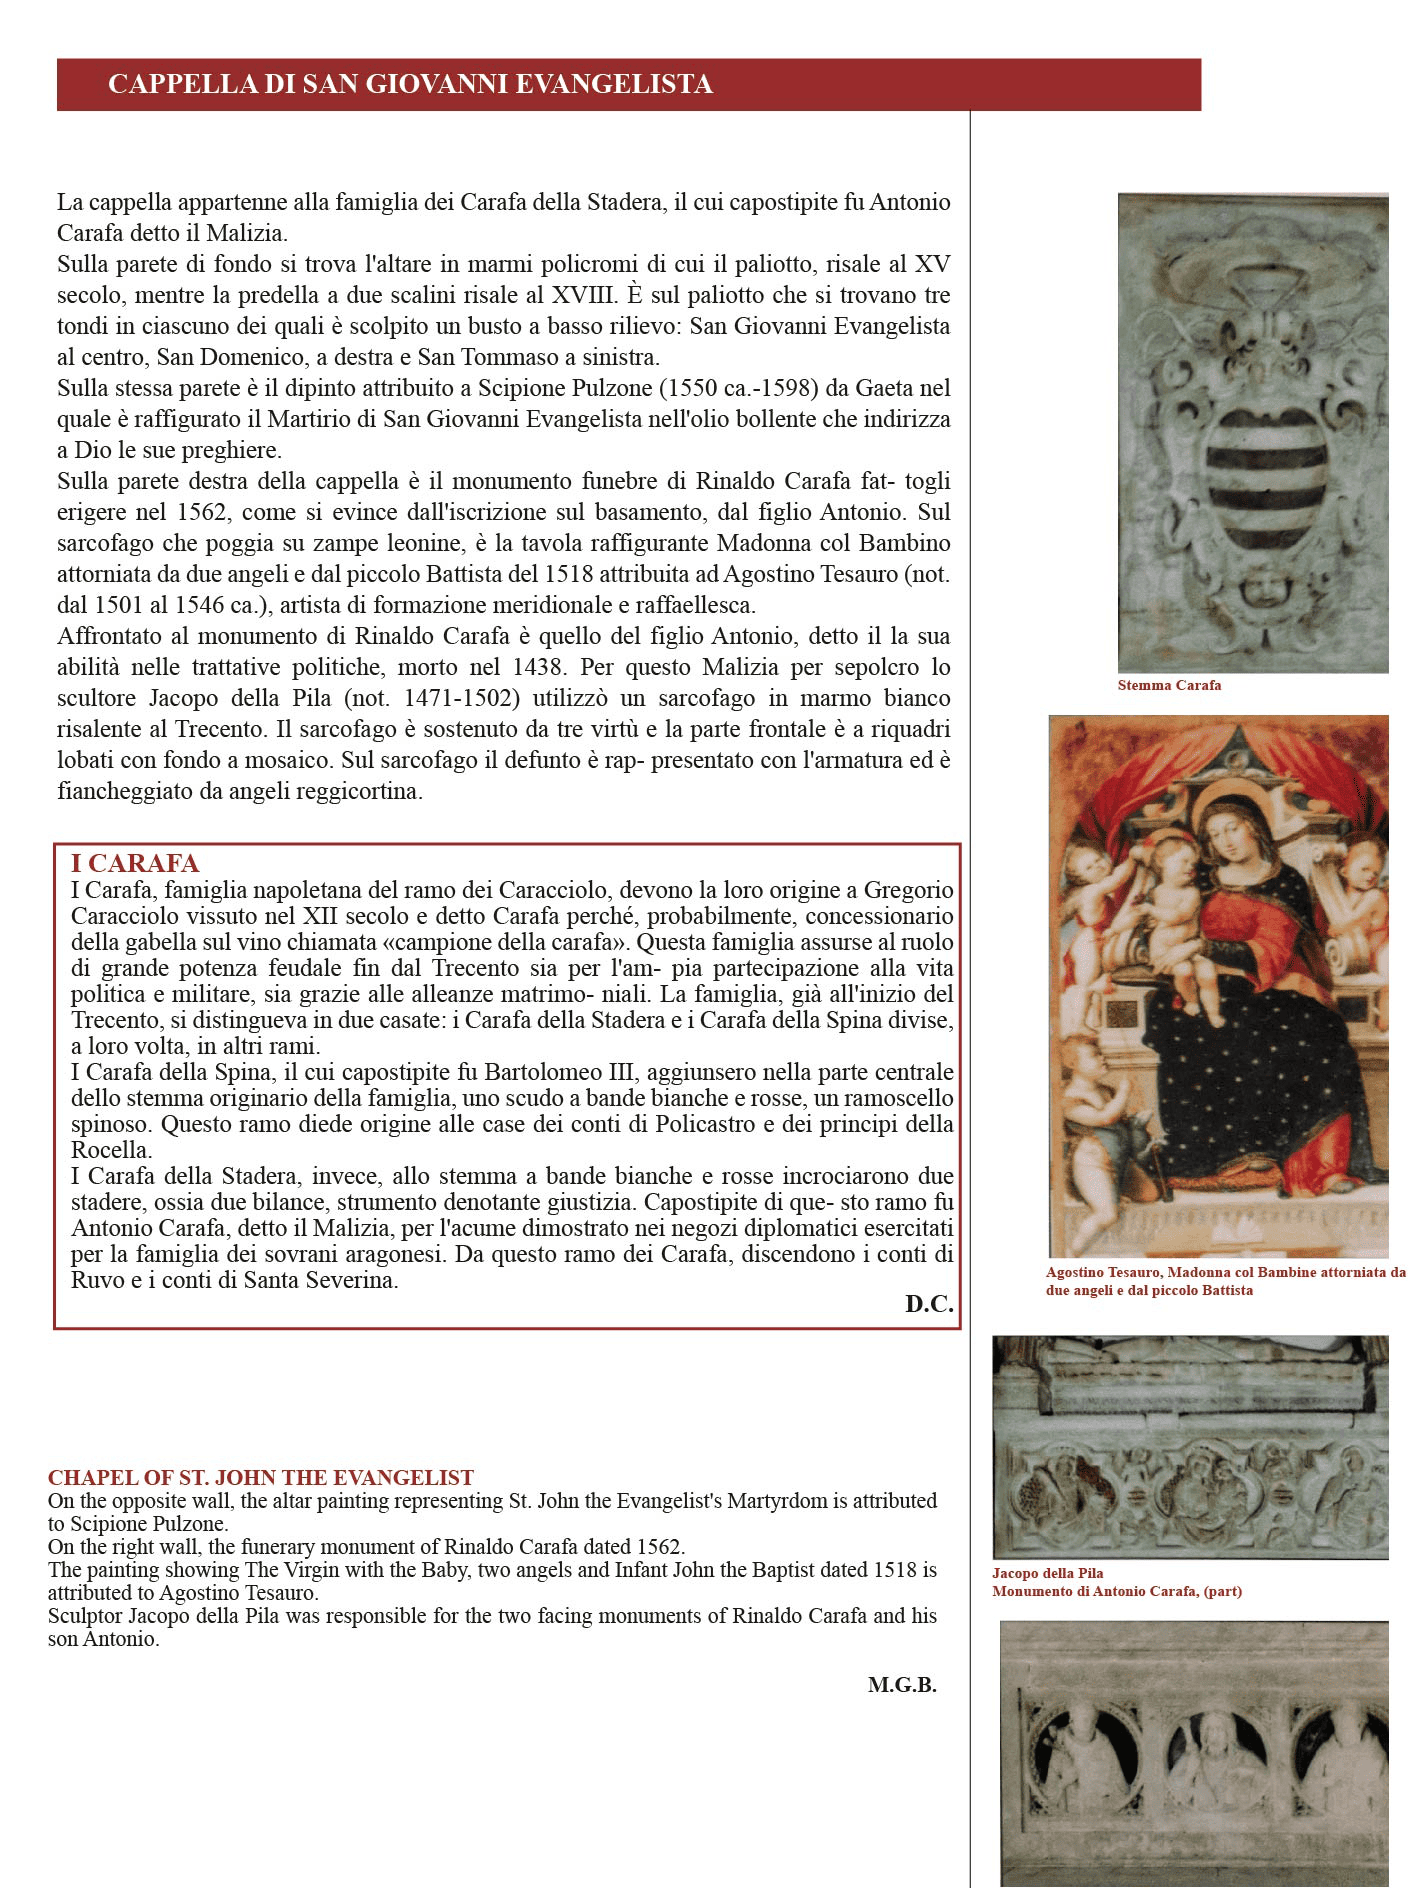 CAPPELLA DI SAN GIOVANNI EVANGELISTA
La cappella appartenne alla famiglia dei Carafa della Stadera, il cui capostipite fu Antonio
Carafa detto il Malizia.
Sulla parete di fondo si trova l'altare in marmi policromi di cui il paliotto, risale al XV
secolo, mentre la predella a due scalini risale al XVIII. È sul paliotto che si trovano tre
tondi in ciascuno dei quali è scolpito un busto a basso rilievo: San Giovanni Evangelista
al centro, San Domenico, a destra e San Tommaso a sinistra.
Sulla stessa parete è il dipinto attribuito a Scipione Pulzone (1550 ca.-1598) da Gaeta nel
quale è raffigurato il Martirio di San Giovanni Evangelista nell'olio bollente che indirizza
a Dio le sue preghiere.
Sulla parete destra della cappella è il monumento funebre di Rinaldo Carafa fat- togli
erigere nel 1562, come si evince dall'iscrizione sul basamento, dal figlio Antonio. Sul
sarcofago che poggia su zampe leonine, è la tavola raffigurante Madonna col Bambino
attorniata da due angeli e dal piccolo Battista del 1518 attribuita ad Agostino Tesauro (not.
dal 1501 al 1546 ca.), artista di formazione meridionale e raffaellesca.
Affrontato al monumento di Rinaldo Carafa è quello del figlio Antonio, detto il la sua
abilità nelle trattative politiche, morto nel 1438. Per questo Malizia per sepolcro lo
scultore Jacopo della Pila (not. 1471-1502) utilizzò un sarcofago in marmo bianco
risalente al Trecento. Il sarcofago è sostenuto da tre virtù e la parte frontale è a riquadri
lobati con fondo a mosaico. Sul sarcofago il defunto è rap- presentato con l'armatura ed è
fiancheggiato da angeli reggicortina.
I CARAFA
I Carafa, famiglia napoletana del ramo dei Caracciolo, devono la loro origine a Gregorio
Caracciolo vissuto nel XII secolo e detto Carafa perché, probabilmente, concessionario
della gabella sul vino chiamata «campione della carafa». Questa famiglia assurse al ruolo
di grande potenza feudale fin dal Trecento sia per l'am- pia partecipazione alla vita
politica e militare, sia grazie alle alleanze matrimo- niali. La famiglia, già all'inizio del
Trecento, si distingueva in due casate: i Carafa della Stadera e i Carafa della Spina divise,
a loro volta, in altri rami.
I Carafa della Spina, il cui capostipite fu Bartolomeo III, aggiunsero nella parte centrale
dello stemma originario della famiglia, uno scudo a bande bianche e rosse, un ramoscello
spinoso. Questo ramo diede origine alle case dei conti di Policastro e dei principi della
Rocella.
I Carafa della Stadera, invece, allo stemma a bande bianche e rosse incrociarono due
stadere, ossia due bilance, strumento denotante giustizia. Capostipite di que- sto ramo fu
Antonio Carafa, detto il Malizia, per l'acume dimostrato nei negozi diplomatici esercitati
per la famiglia dei sovrani aragonesi. Da questo ramo dei Carafa, discendono i conti di
Ruvo e i conti di Santa Severina.
D.C.
CHAPEL OF ST. JOHN THE EVANGELIST
On the opposite wall, the altar painting representing St. John the Evangelist's Martyrdom is attributed
to Scipione Pulzone.
On the right wall, the funerary monument of Rinaldo Carafa dated 1562.
The painting showing The Virgin with the Baby, two angels and Infant John the Baptist dated 1518 is
attributed to Agostino Tesauro.
Sculptor Jacopo della Pila was responsible for the two facing monuments of Rinaldo Carafa and his
son Antonio.
M.G.B.
Stemma Carafa
Agostino Tesauro, Madonna col Bambine attorniata da
due angeli e dal piccolo Battista
Jacopo della Pila
Monumento di Antonio Carafa, (part)